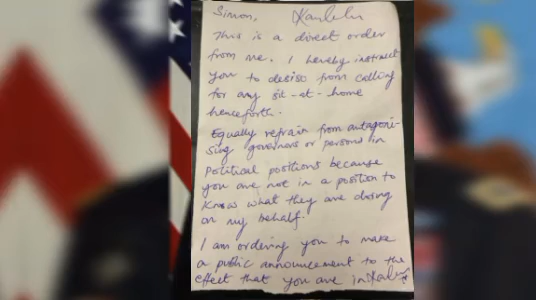 Simon,
This is a direct order
from me. I hereby instruct
you to desist from calling
for any sit-at-home
henceforth.
Equally refrain from antagoni-
sing governors or persons in
political positions because
you are not in a position to
know what they are doing
on my behalf.
I am ordering you to make
a public announcement to the
effect that you are in